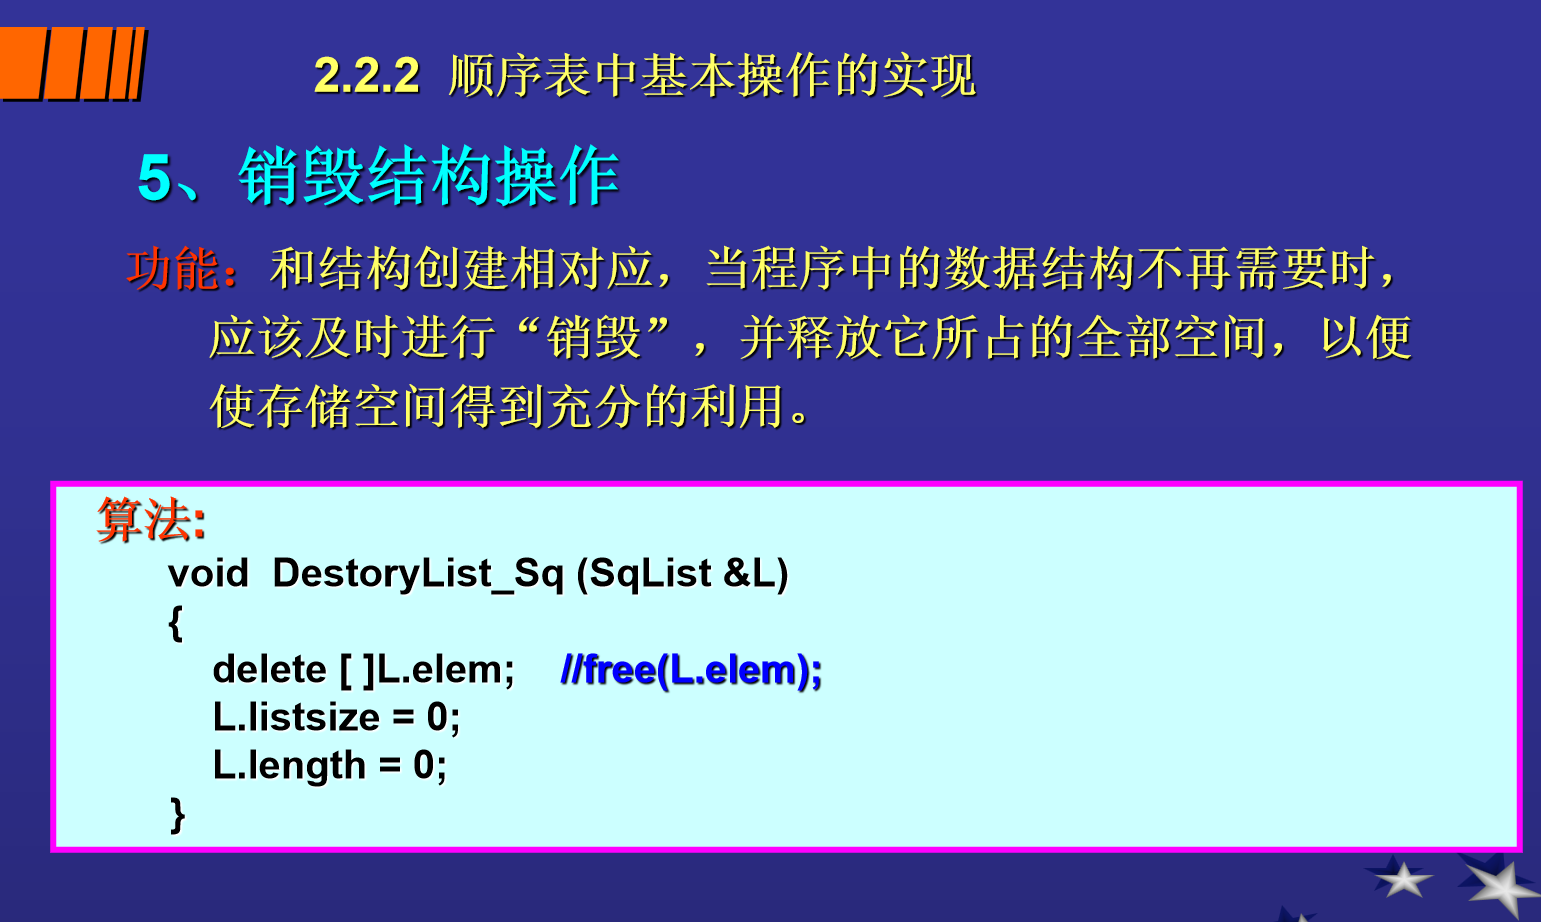 2.2.2 顺序表中基本操作的实现
5、销毁结构操作
功能：和结构创建相对应，当程序中的数据结构不再需要时，
应该及时进行“销毁”，并释放它所占的全部空间，以便
使存储空间得到充分的利用。
算法:
void DestoryList_Sq (SqList &L)
{
delete [ ]L.elem; //free(L.elem);
L.listsize = 0;
L.length = 0;
}